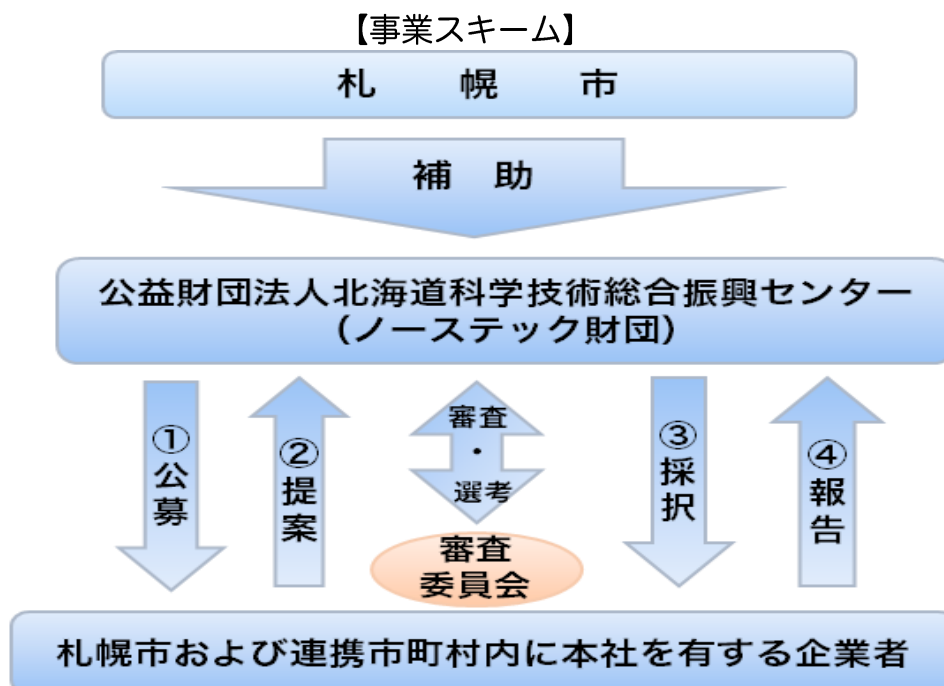 【事業スキーム】
札　幌　市
補　助
公益財団法人北海道科学技術総合振興センター
(ノーステック財団)
①公募
②提案
審査
・
選考
③採択
④報告
審査
委員会
札幌市および連携市町村内に本社を有する企業者